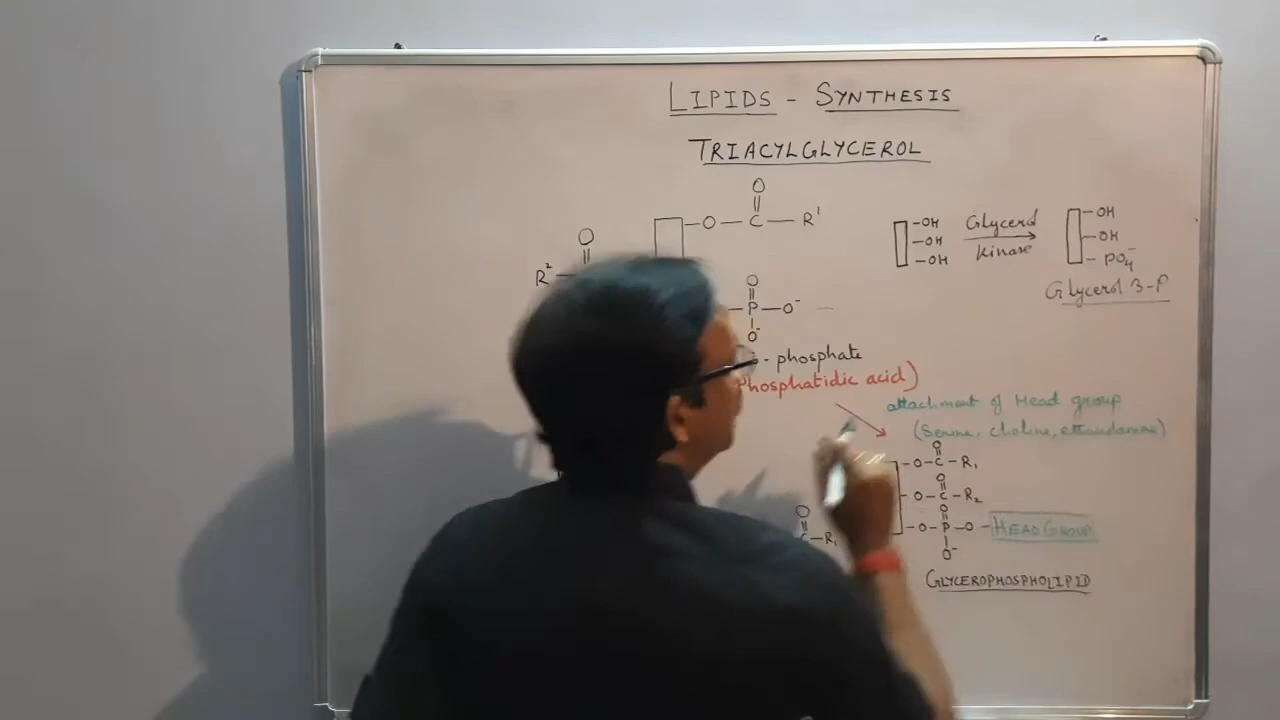 LIPIDS - SYNTHESIS
TRIACYLGLYCEROL
O
|| 
-O-C-R¹
O
R²-
-P-O⁻
O
||
O⁻
- phosphate
phosphatidic acid)
-OH
-OH
-OH
Glycerol
kinase
-OH
-OH
- PO₄⁻
Glycerol 3-P
attachment of Head group
(Serine, choline, ethanolamine)
O
-O-C-R₁
O
-O-C-R₂
O
-O-P-O-HEAD GROUP
O⁻
GLYCEROPHOSPHOLIPID
O
||
C-R₁